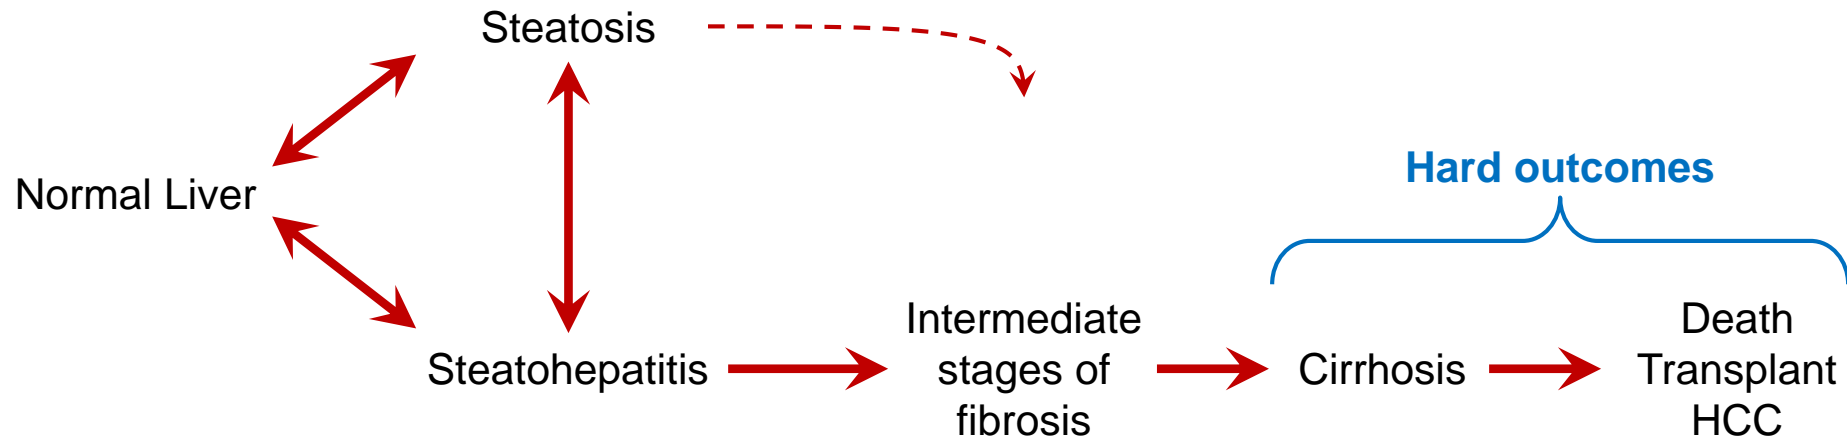 Steatosis
Hard outcomes
Normal Liver
Steatohepatitis
Intermediate
stages of
fibrosis
Cirrhosis
Death
Transplant
HCC